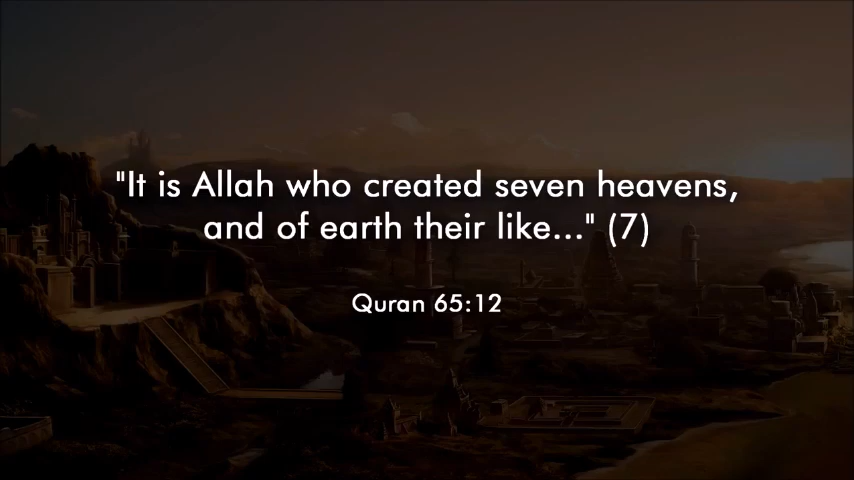 "It is Allah who created seven heavens,
and of earth their like..." (7)
Quran 65:12